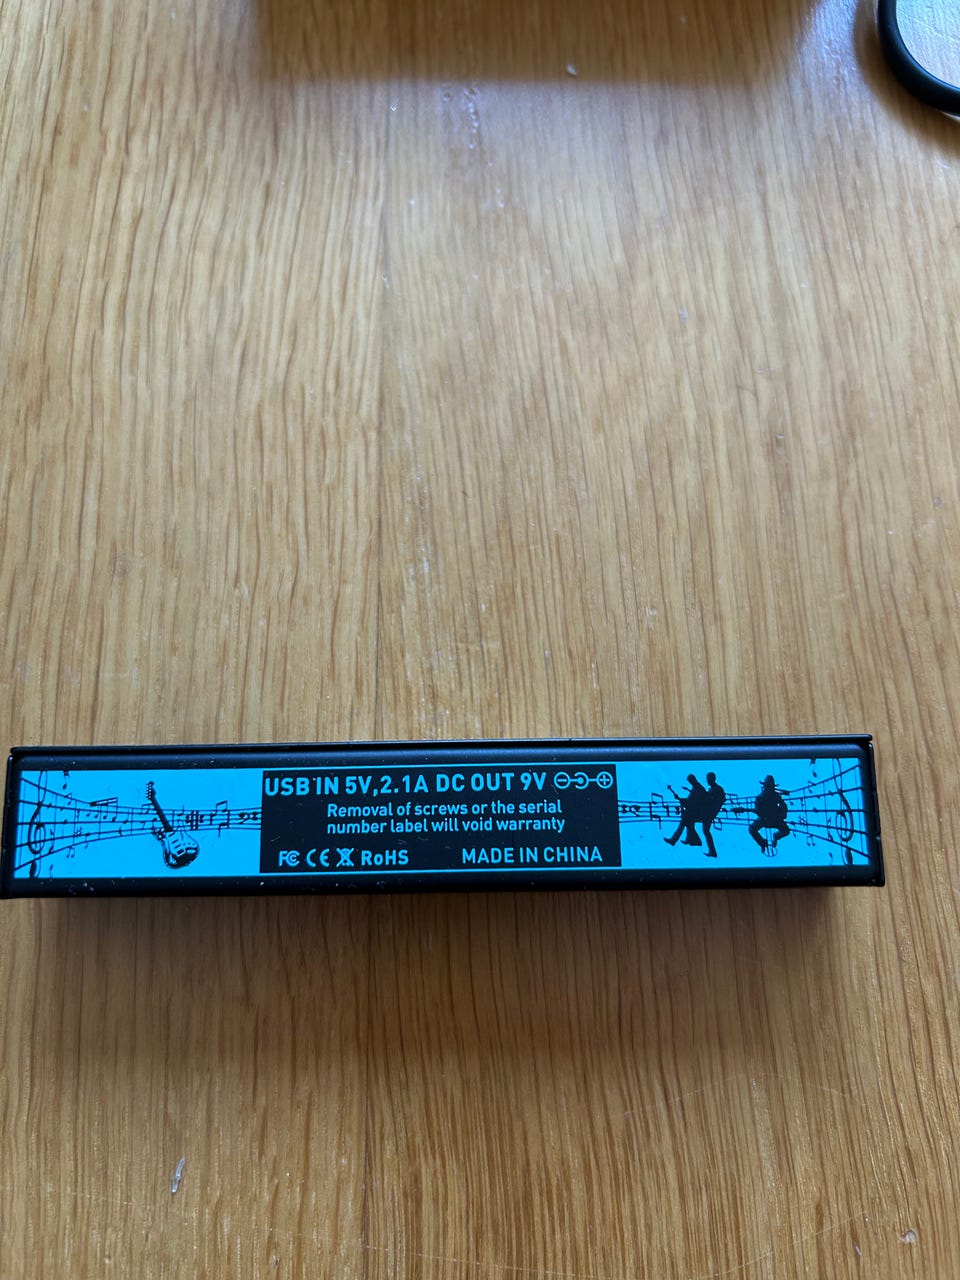 USB IN 5V,2.1A DC OUT 9V
Removal of screws or the serial
number label will void warranty
FC CE RoHS MADE IN CHINA